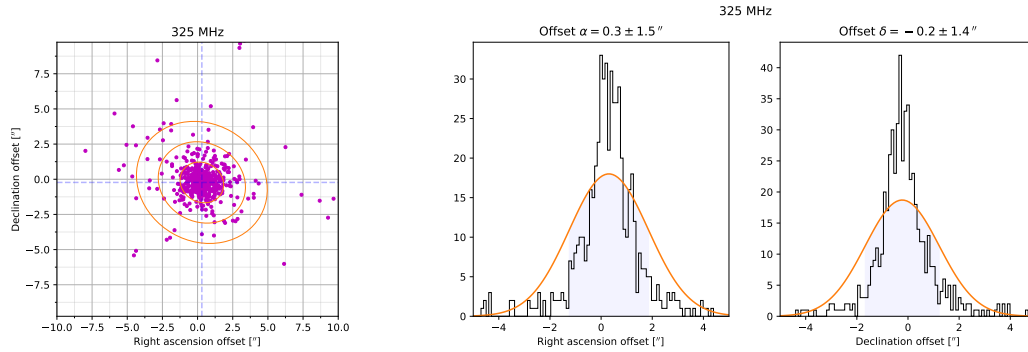 325 MHz
325 MHz
Offset α = 0.3 ± 1.5″
Offset δ = −0.2 ± 1.4″
Declination offset [″]
7.5
5.0
2.5
0.0
−2.5
−5.0
−7.5
−10.0 −7.5 −5.0 −2.5 0.0 2.5 5.0 7.5 10.0
Right ascension offset [″]
30
25
20
15
10
5
0
−4 −2 0 2 4
Right ascension offset [″]
40
35
30
25
20
15
10
5
0
−4 −2 0 2 4
Declination offset [″]